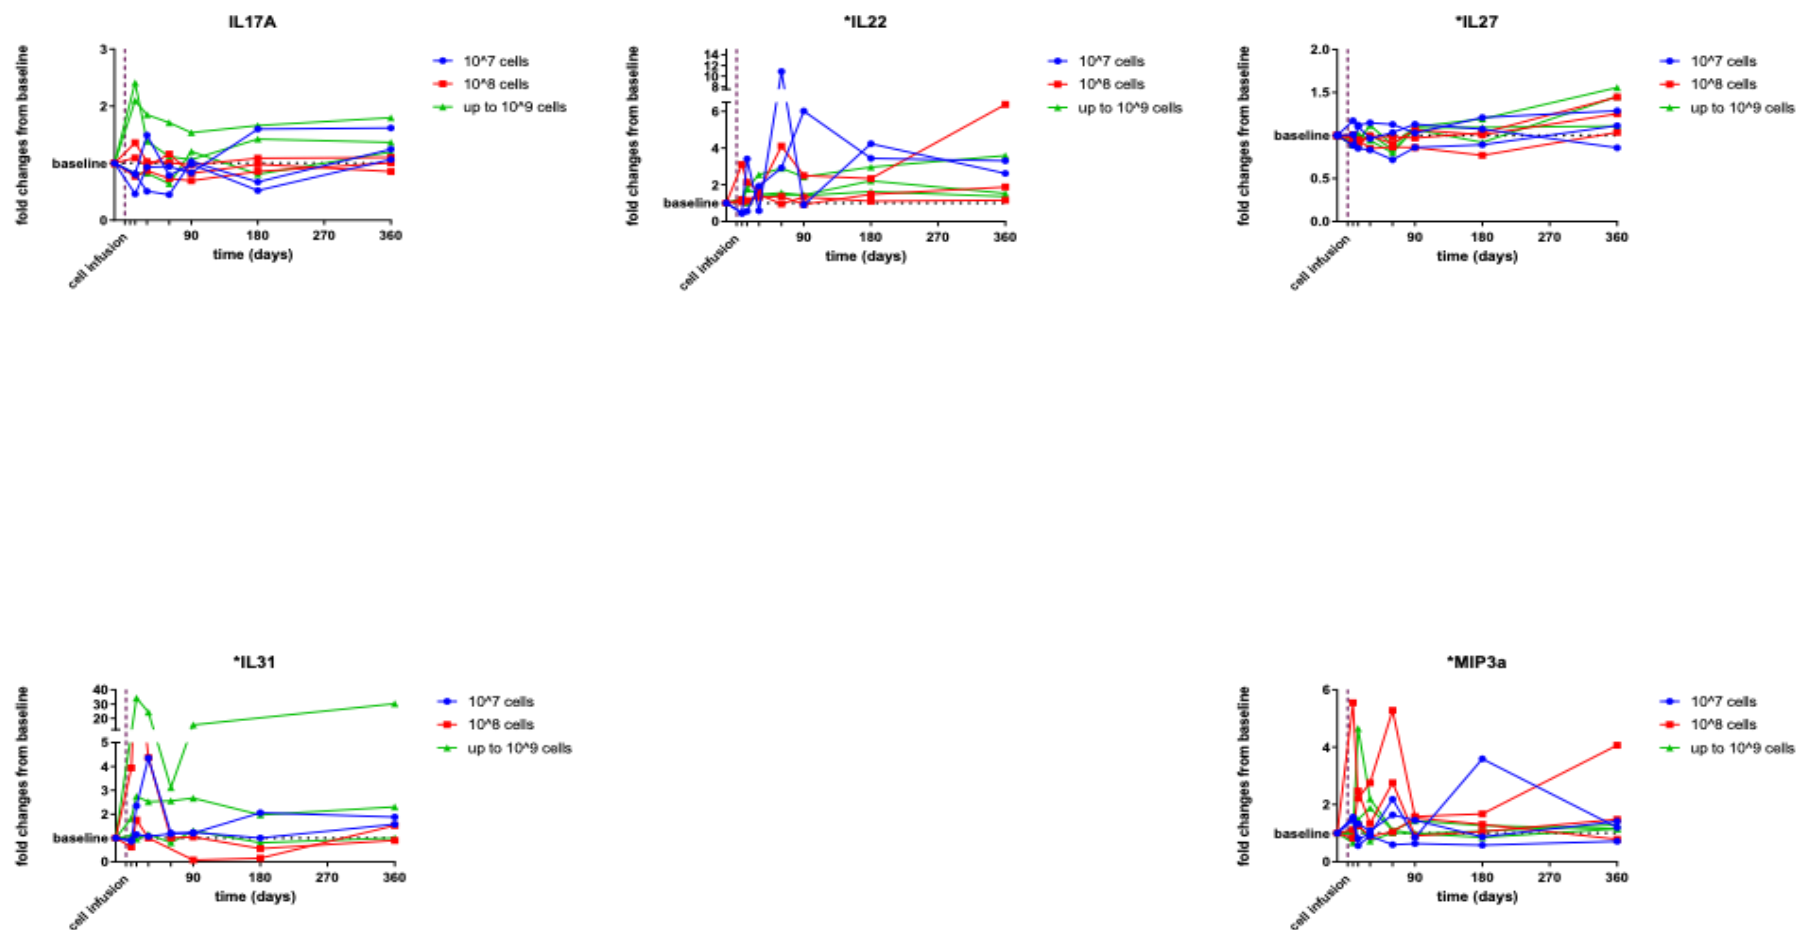 IL17A
fold changes from baseline
3
2
baseline
0
90
180
270
360
cell infusion
time (days)
10^7 cells
10^8 cells
up to 10^9 cells
*IL22
fold changes from baseline
14
12
10
8
6
4
2
baseline
0
90
180
270
360
cell infusion
time (days)
10^7 cells
10^8 cells
up to 10^9 cells
*IL27
fold changes from baseline
2.0
1.5
baseline
0.5
0.0
90
180
270
360
cell infusion
time (days)
10^7 cells
10^8 cells
up to 10^9 cells
*IL31
fold changes from baseline
40
30
20
5
4
3
2
baseline
0
90
180
270
360
cell infusion
time (days)
10^7 cells
10^8 cells
up to 10^9 cells
*MIP3a
fold changes from baseline
6
4
2
baseline
0
90
180
270
360
cell infusion
time (days)
10^7 cells
10^8 cells
up to 10^9 cells